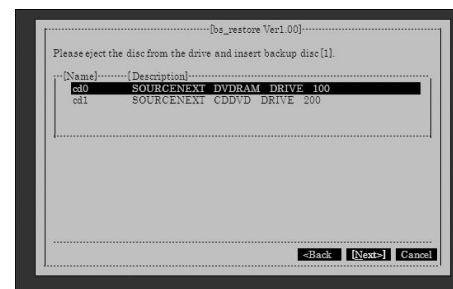 [bs_restore Ver1.00]
Please eject the disc from the drive and insert backup disc[1].
[Name] [Description]
cd0 SOURCENEXT DVDRAM DRIVE 100
cd1 SOURCENEXT CDDVD DRIVE 200
<Back [Next>] Cancel